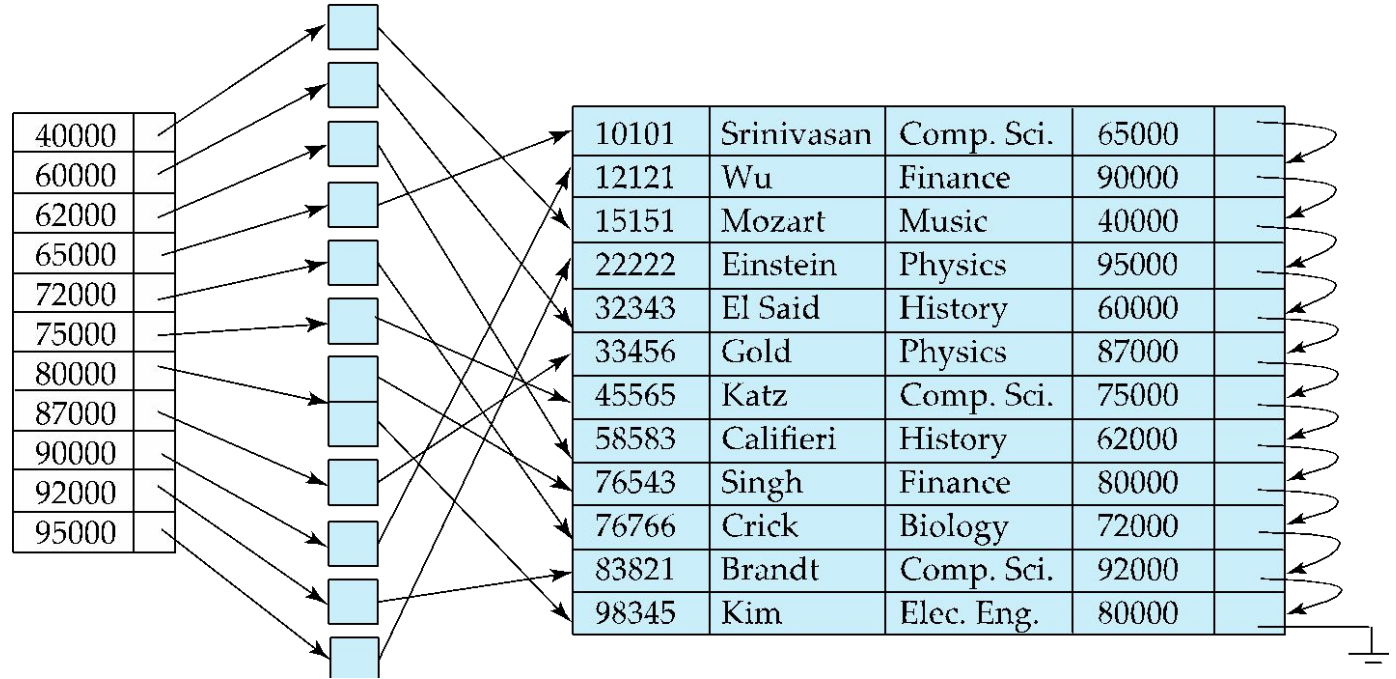 40000
60000
62000
65000
72000
75000
80000
87000
90000
92000
95000
10101 Srinivasan Comp. Sci. 65000
12121 Wu Finance 90000
15151 Mozart Music 40000
22222 Einstein Physics 95000
32343 El Said History 60000
33456 Gold Physics 87000
45565 Katz Comp. Sci. 75000
58583 Califieri History 62000
76543 Singh Finance 80000
76766 Crick Biology 72000
83821 Brandt Comp. Sci. 92000
98345 Kim Elec. Eng. 80000